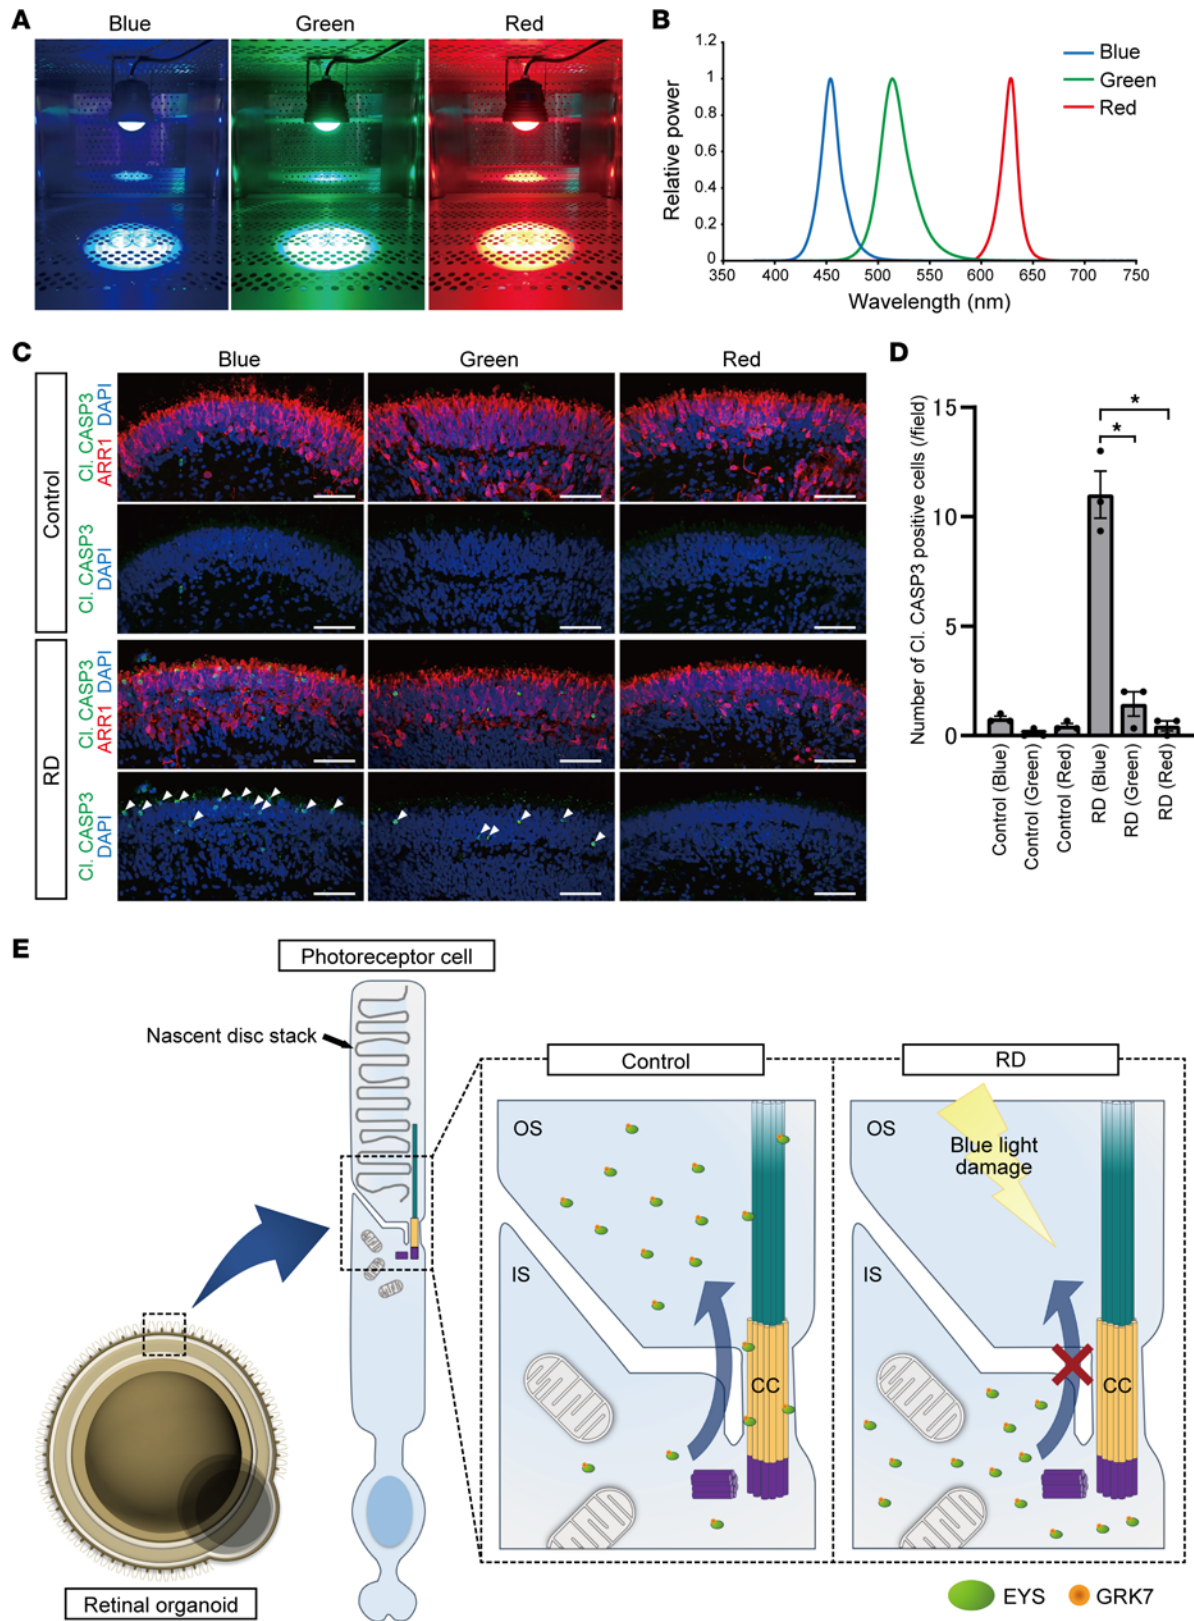 A
Blue
Green
Red
B
1.2
1
0.8
0.6
0.4
0.2
0
Relative power
350
400
450
500
550
600
650
700
750
Wavelength (nm)
Blue
Green
Red
C
Blue
Green
Red
Control
Cl. CASP3
ARR1 DAPI
Cl. CASP3
DAPI
RD
Cl. CASP3
ARR1 DAPI
Cl. CASP3
DAPI
D
Number of Cl. CASP3 positive cells (/field)
15
10
5
0
*
*
Control (Blue)
Control (Green)
Control (Red)
RD (Blue)
RD (Green)
RD (Red)
E
Photoreceptor cell
Nascent disc stack
Retinal organoid
Control
OS
IS
CC
RD
OS
Blue light
damage
IS
CC
EYS
GRK7